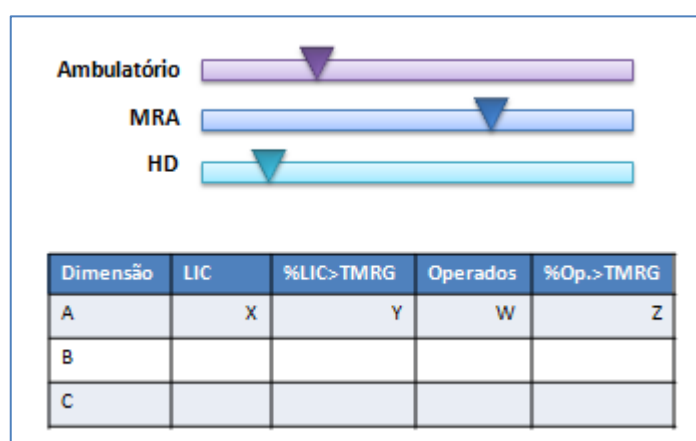 Ambulatório
MRA
HD
Dimensão LIC %LIC>TMRG Operados %Op.>TMRG
A X Y W Z
B
C